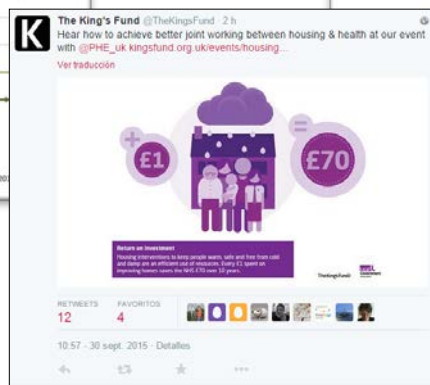 The King's Fund @TheKingsFund · 2 h
Hear how to achieve better joint working between housing & health at our event
with @PHE_uk kingsfund.org.uk/events/housing...
Ver traducción
+
£1
=
£70
Return on Investment
Housing interventions to keep people warm, safe and free from cold
and damp are an efficient use of resources. Every £1 spent on
improving homes saves the NHS £70 over 10 years.
TheKingsFund
RETWEETS
FAVORITOS
12
4
10:57 - 30 sept. 2015 · Detalles